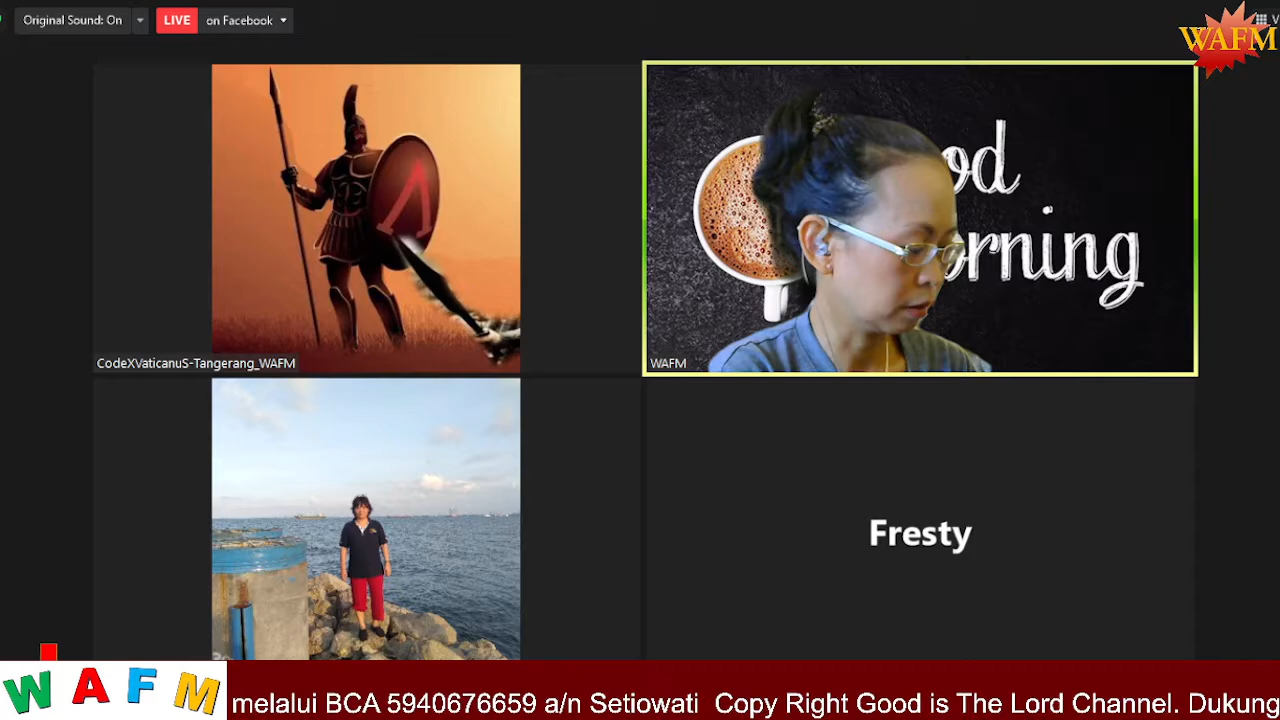 Original Sound: On
LIVE on Facebook
V
WAFM
od
orning
CodeXVaticanuS-Tangerang_WAFM
WAFM
Fresty
WAFM
melalui BCA 5940676659 a/n Setiowati Copy Right Good is The Lord Channel. Dukung